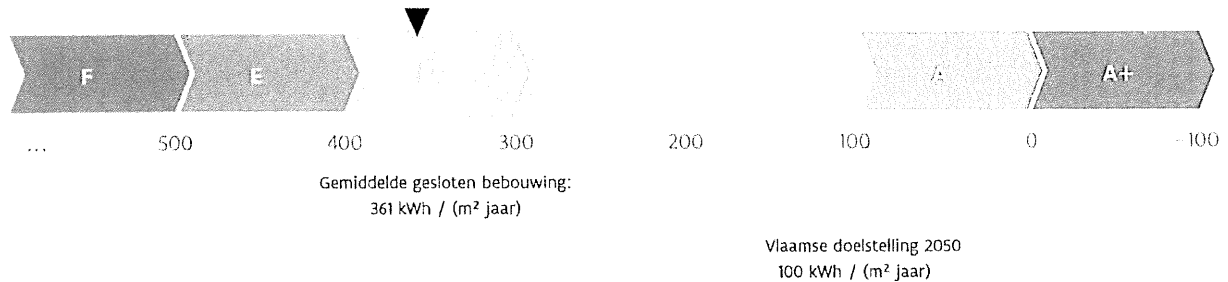 F E A A+
... 500 400 300 200 100 0 -100
Gemiddelde gesloten bebouwing:
361 kWh / (m² jaar)
Vlaamse doelstelling 2050
100 kWh / (m² jaar)